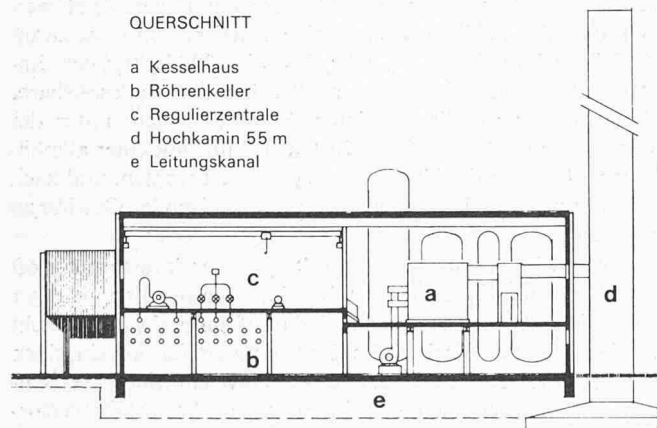 QUERSCHNITT
a Kesselhaus
b Röhrenkeller
c Regulierzentrale
d Hochkamin 55 m
e Leitungskanal
c
a
d
b
e